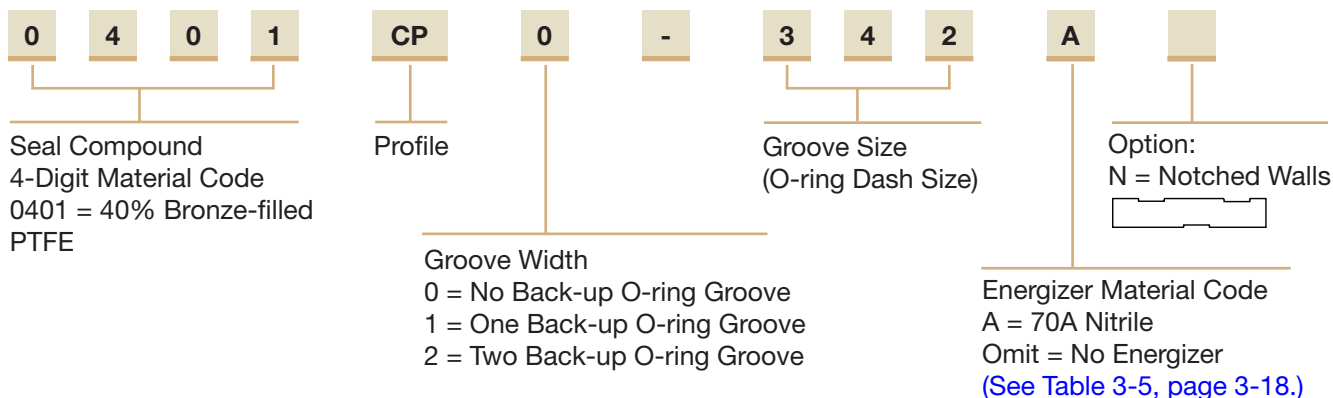 0 4 0 1 CP 0 - 3 4 2 A
Seal Compound
4-Digit Material Code
0401 = 40% Bronze-filled
PTFE
Profile
Groove Width
0 = No Back-up O-ring Groove
1 = One Back-up O-ring Groove
2 = Two Back-up O-ring Groove
Groove Size
(O-ring Dash Size)
Energizer Material Code
A = 70A Nitrile
Omit = No Energizer
(See Table 3-5, page 3-18.)
Option:
N = Notched Walls